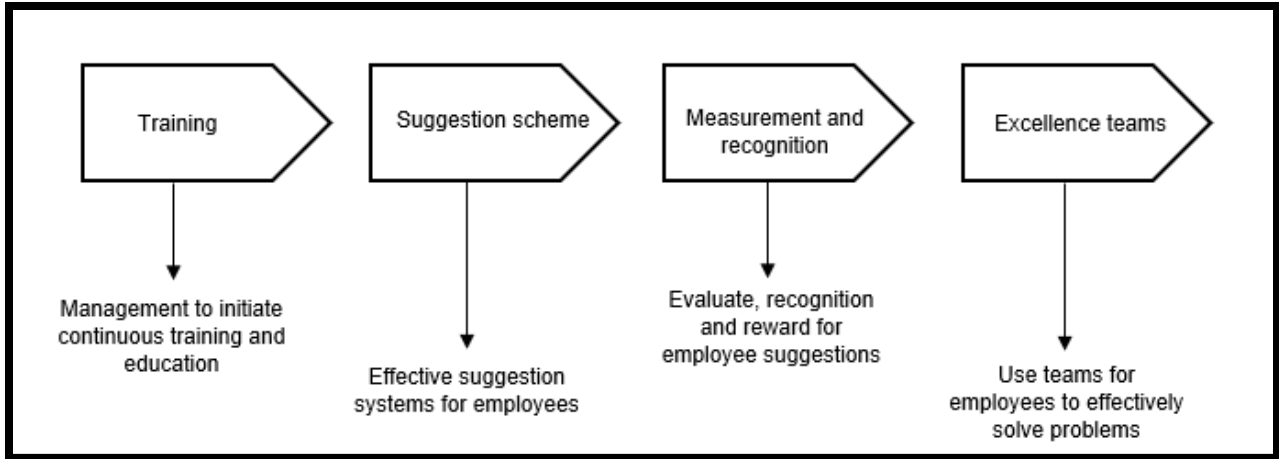 Training
Suggestion scheme
Measurement and
recognition
Excellence teams
Management to initiate
continuous training and
education
Effective suggestion
systems for employees
Evaluate, recognition
and reward for
employee suggestions
Use teams for
employees to effectively
solve problems